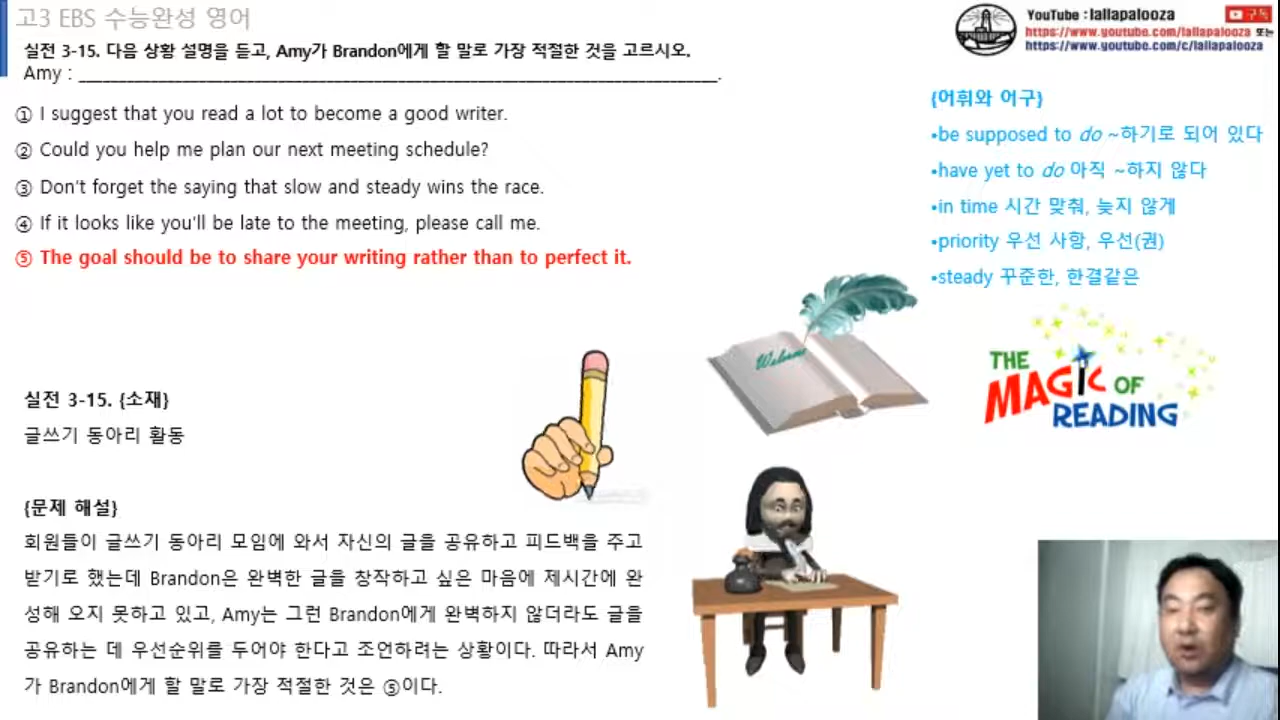 고3 EBS 수능완성 영어
YouTube : lallapalooza
구독
https://www.youtube.com/lallapalooza 또는
https://www.youtube.com/c/lallapalooza
실전 3-15. 다음 상황 설명을 듣고, Amy가 Brandon에게 할 말로 가장 적절한 것을 고르시오.
Amy : ______________________________.
① I suggest that you read a lot to become a good writer.
② Could you help me plan our next meeting schedule?
③ Don't forget the saying that slow and steady wins the race.
④ If it looks like you'll be late to the meeting, please call me.
⑤ The goal should be to share your writing rather than to perfect it.
{어휘와 어구}
•be supposed to do ~하기로 되어 있다
•have yet to do 아직 ~하지 않다
•in time 시간 맞춰, 늦지 않게
•priority 우선 사항, 우선(권)
•steady 꾸준한, 한결같은
Welcome
THE
MAGIC OF
READING
실전 3-15. {소재}
글쓰기 동아리 활동
{문제 해설}
회원들이 글쓰기 동아리 모임에 와서 자신의 글을 공유하고 피드백을 주고
받기로 했는데 Brandon은 완벽한 글을 창작하고 싶은 마음에 제시간에 완
성해 오지 못하고 있고, Amy는 그런 Brandon에게 완벽하지 않더라도 글을
공유하는 데 우선순위를 두어야 한다고 조언하려는 상황이다. 따라서 Amy
가 Brandon에게 할 말로 가장 적절한 것은 ⑤이다.